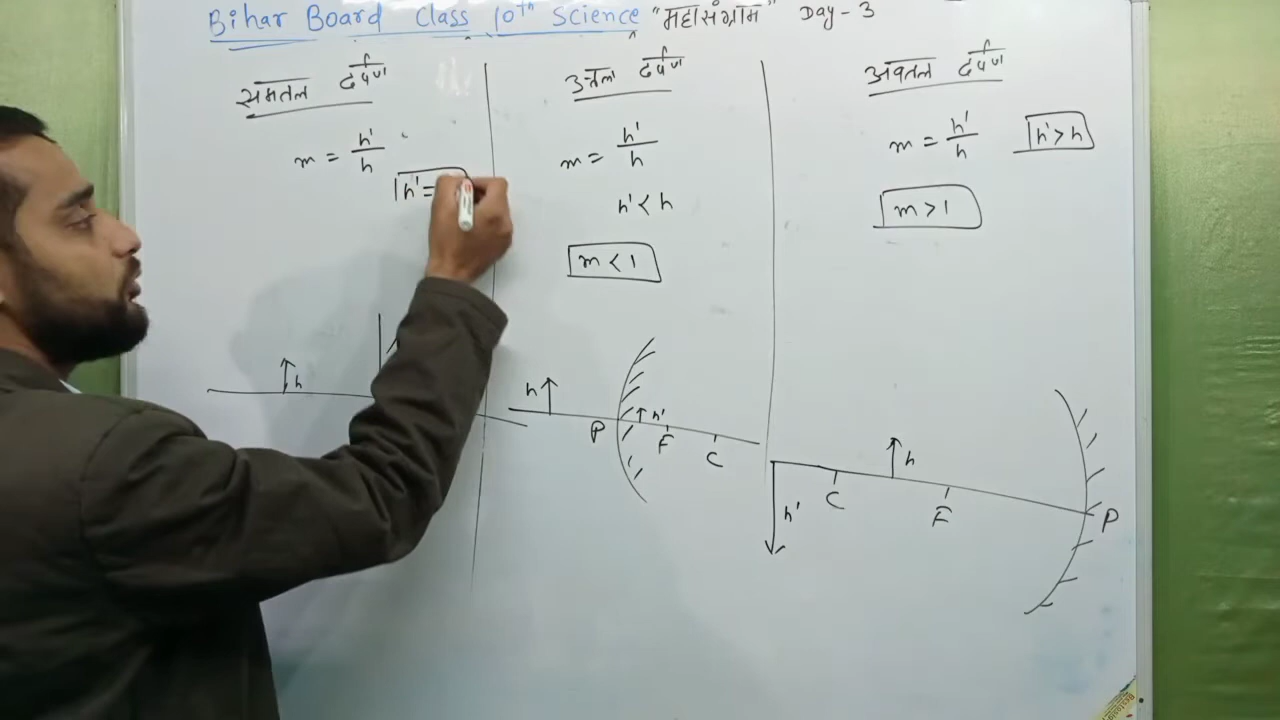 Bihar Board Class 10th Science "महासंग्राम" Day - 3
समतल दर्पण
m = h'/h
h' =
h
उत्तल दर्पण
m = h'/h
h' < h
m < 1
h
h'
P
F
C
अवतल दर्पण
m = h'/h
h' > h
m > 1
h
h'
C
F
P